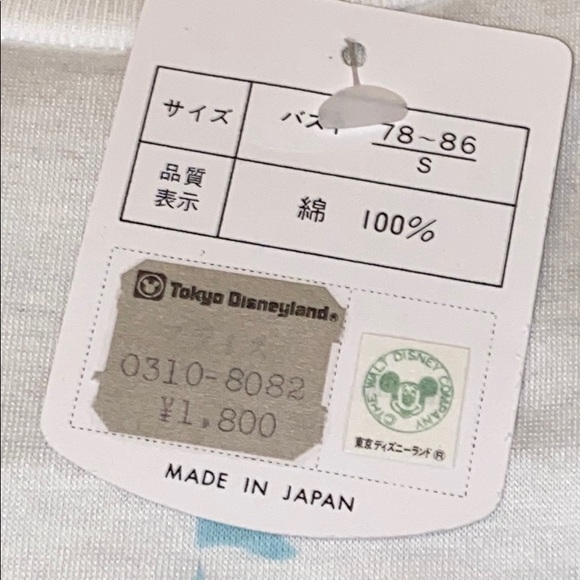 サイズ
バスト 78~86
S
品質
表示
綿 100%
Tokyo Disneyland®
0310-8082
¥1,800
© THE WALT DISNEY COMPANY
東京ディズニーランド®
MADE IN JAPAN